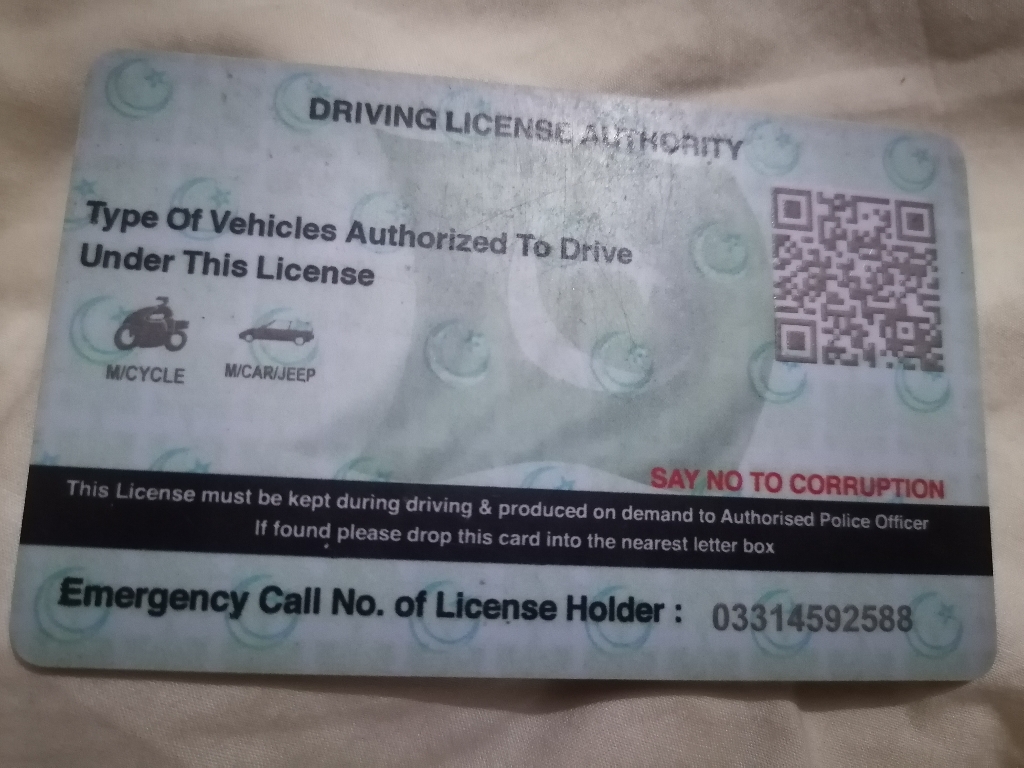 DRIVING LICENSE AUTHORITY
Type Of Vehicles Authorized To Drive
Under This License
M/CYCLE
M/CAR/JEEP
SAY NO TO CORRUPTION
This License must be kept during driving & produced on demand to Authorised Police Officer
If found please drop this card into the nearest letter box
Emergency Call No. of License Holder : 03314592588